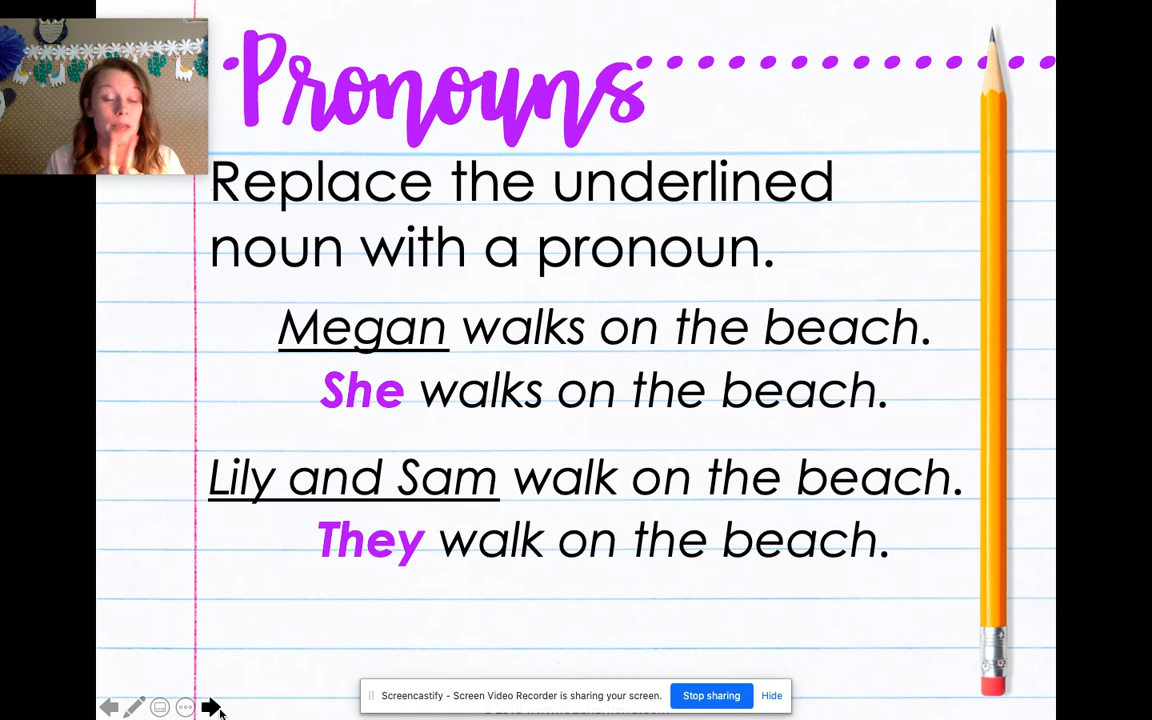 Pronouns
Replace the underlined
noun with a pronoun.
Megan walks on the beach.
She walks on the beach.
Lily and Sam walk on the beach.
They walk on the beach.
Screencastify - Screen Video Recorder is sharing your screen.
Stop sharing
Hide